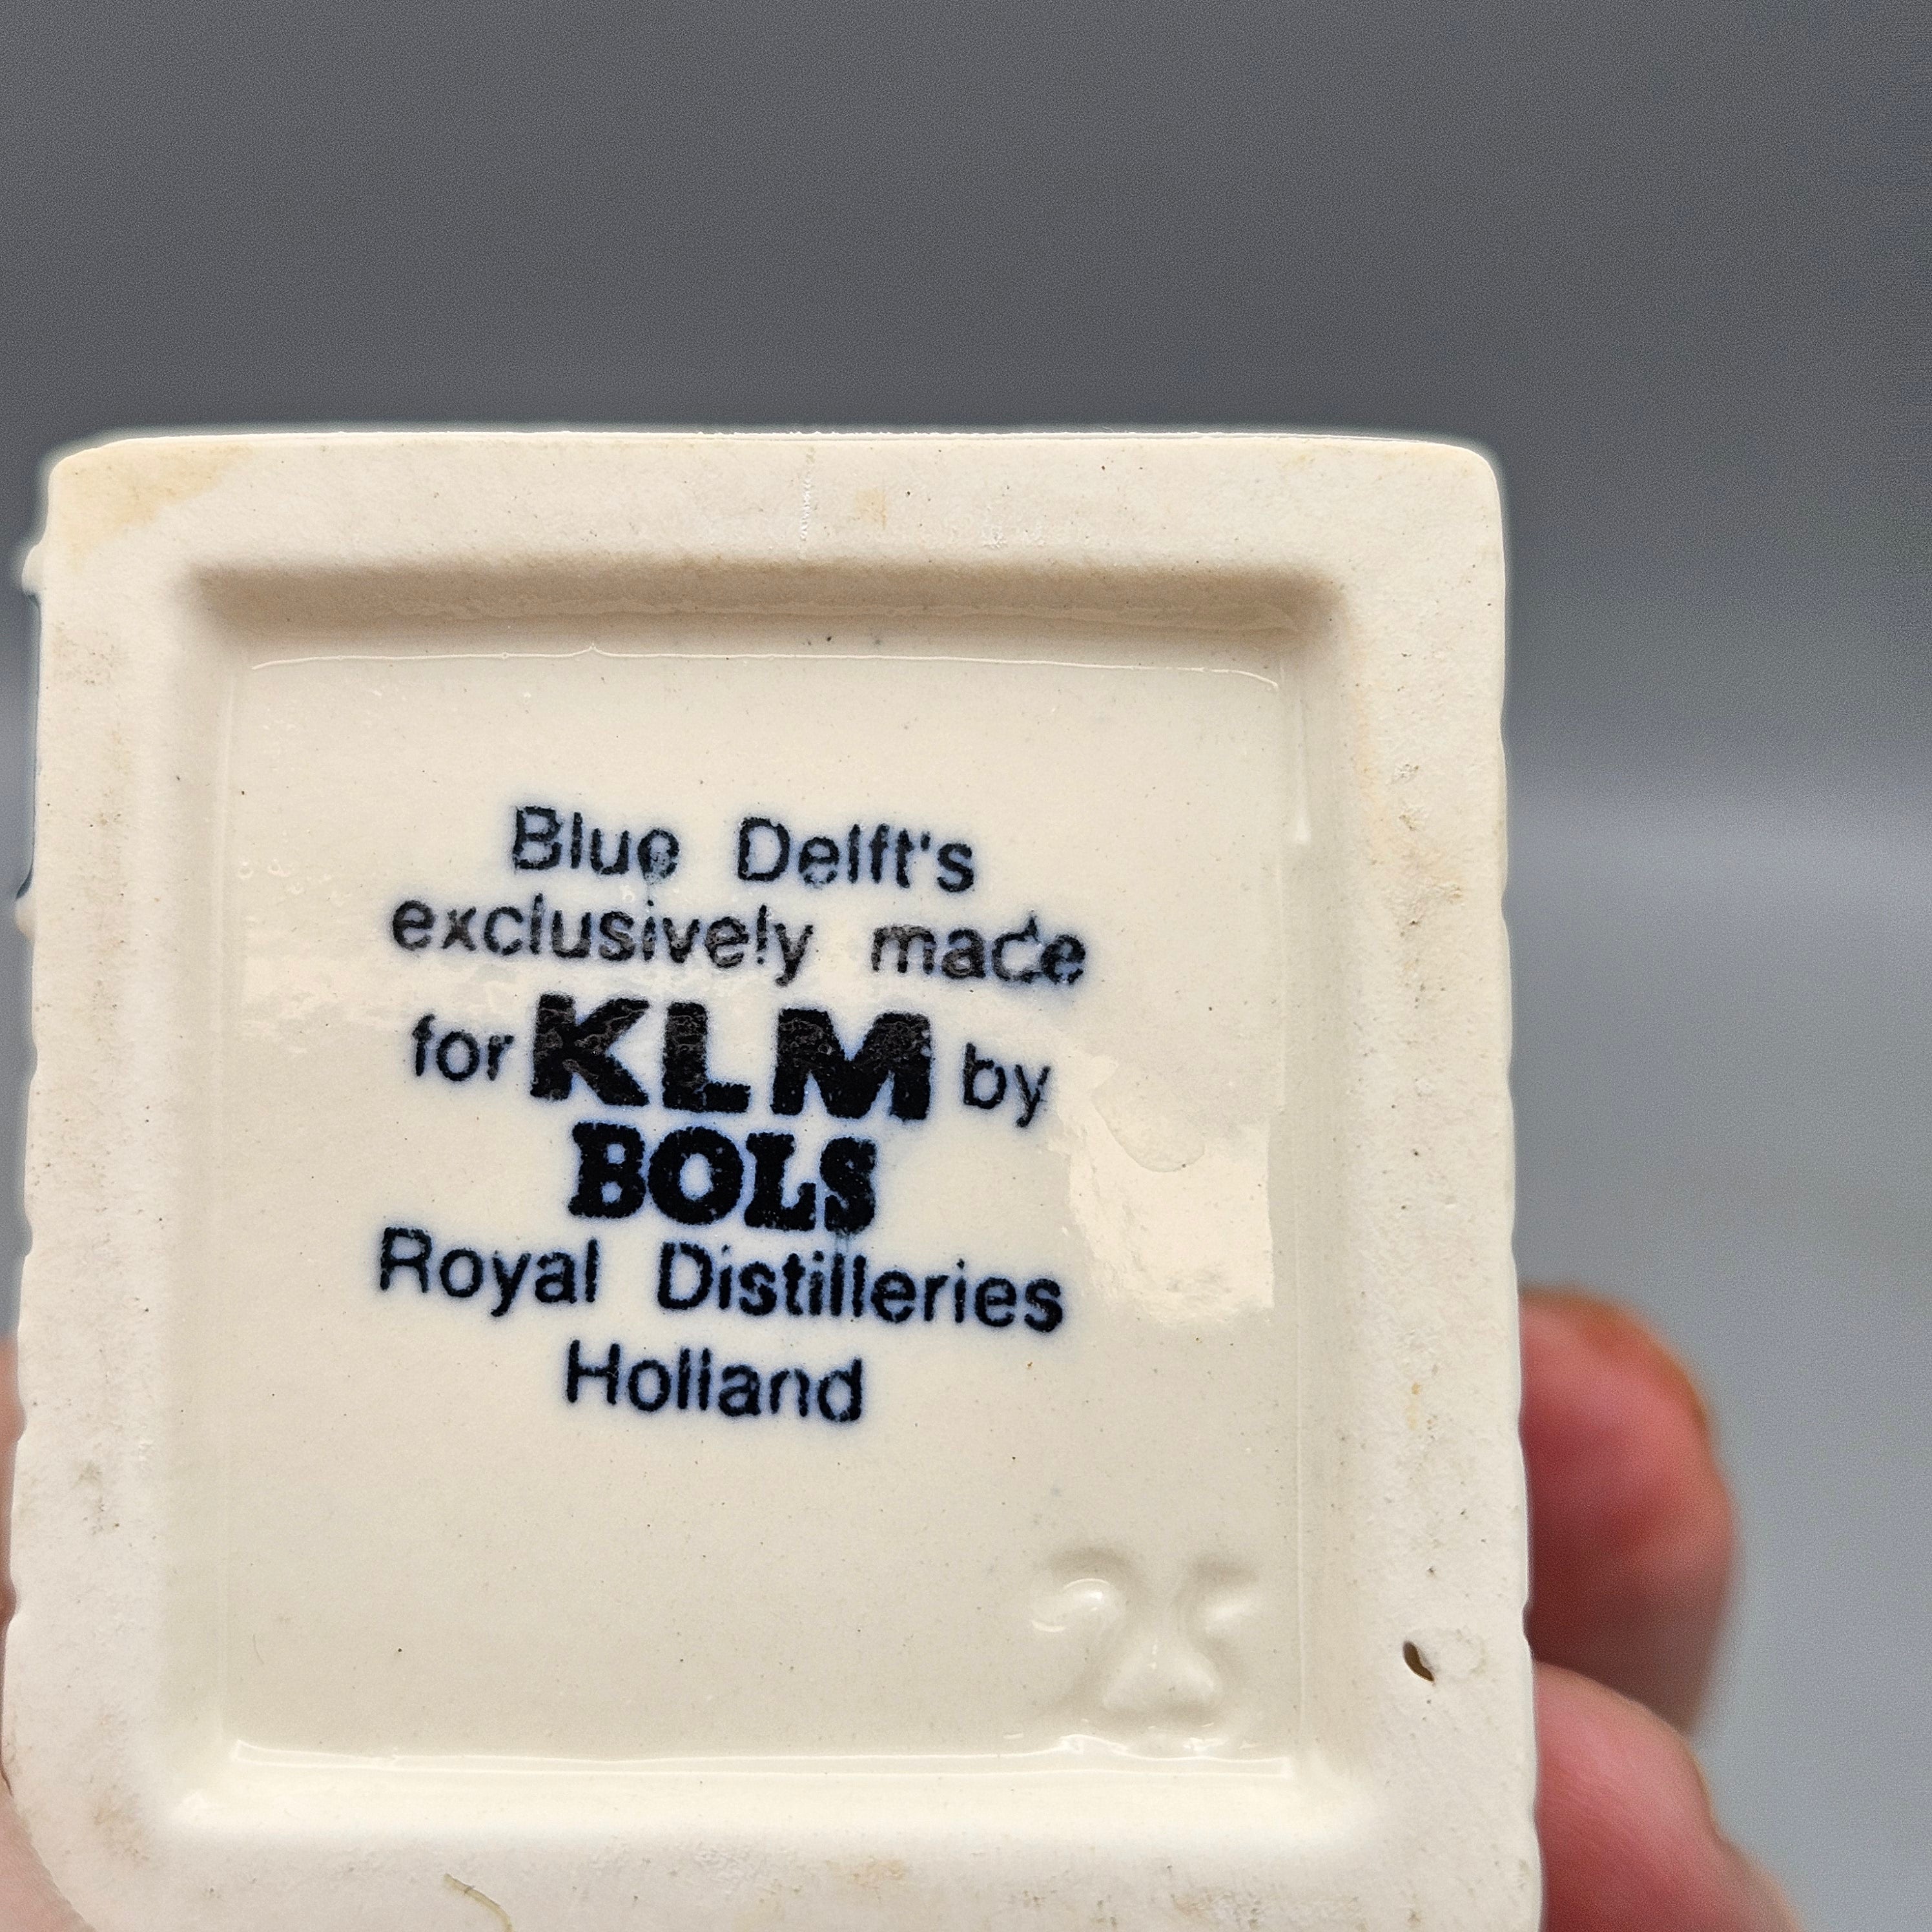 Blue Delft's
exclusively made
for KLM by
BOLS
Royal Distilleries
Holland